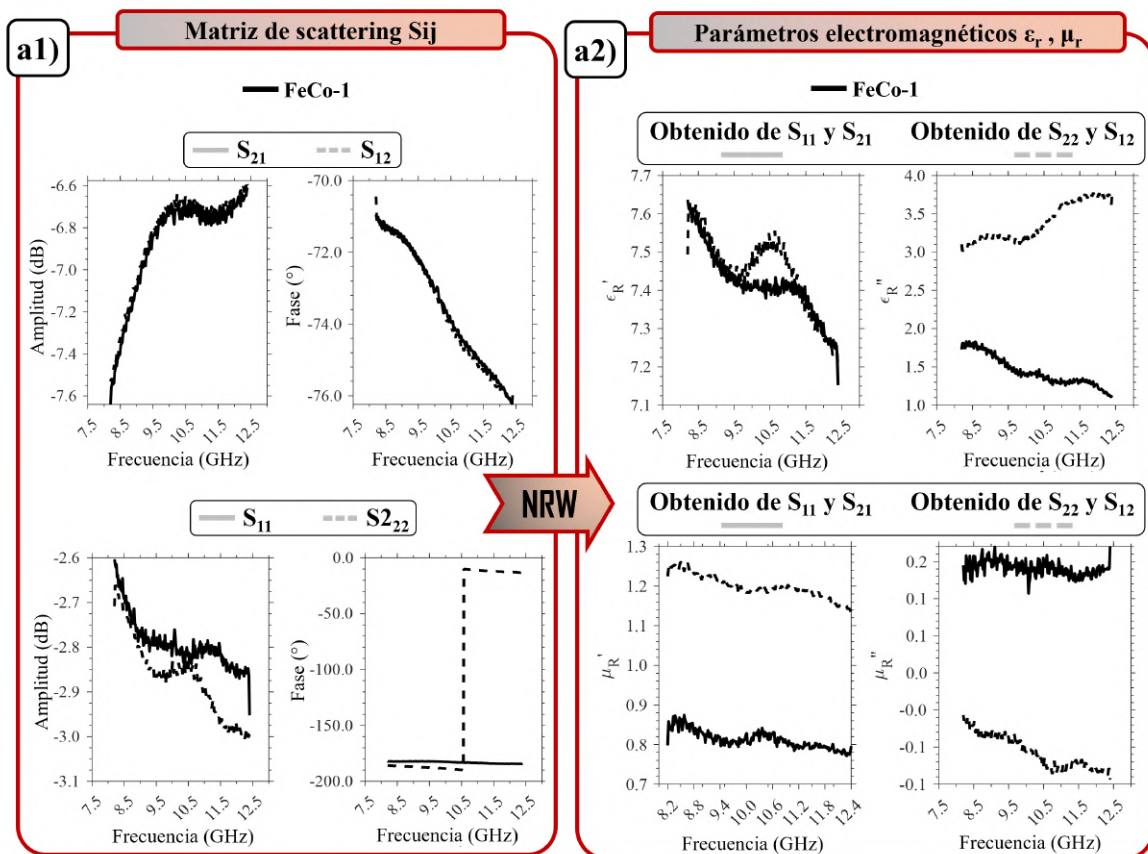 a1)
Matriz de scattering Sij
FeCo-1
S21 S12
Amplitud (dB)
-6.6
-6.8
-7.0
-7.2
-7.4
-7.6
7.5 8.5 9.5 10.5 11.5 12.5
Frecuencia (GHz)
Fase (°)
-70.0
-72.0
-74.0
-76.0
7.5 8.5 9.5 10.5 11.5 12.5
Frecuencia (GHz)
S11 S222
Amplitud (dB)
-2.6
-2.7
-2.8
-2.9
-3.0
-3.1
7.5 8.5 9.5 10.5 11.5 12.5
Frecuencia (GHz)
Fase (°)
0.0
-50.0
-100.0
-150.0
-200.0
7.5 8.5 9.5 10.5 11.5 12.5
Frecuencia (GHz)
NRW
a2)
Parámetros electromagnéticos εr , μr
FeCo-1
Obtenido de S11 y S21 Obtenido de S22 y S12
ϵR'
7.7
7.6
7.5
7.4
7.3
7.2
7.1
7.5 8.5 9.5 10.5 11.5 12.5
Frecuencia (GHz)
ϵR''
4.0
3.5
3.0
2.5
2.0
1.5
1.0
7.5 8.5 9.5 10.5 11.5 12.5
Frecuencia (GHz)
Obtenido de S11 y S21 Obtenido de S22 y S12
μR'
1.3
1.2
1.1
1.0
0.9
0.8
0.7
8.2 8.8 9.4 10.0 10.6 11.2 11.8 12.4
Frecuencia (GHz)
μR''
0.2
0.1
0.1
0.0
-0.0
-0.1
-0.1
7.5 8.5 9.5 10.5 11.5 12.5
Frecuencia (GHz)